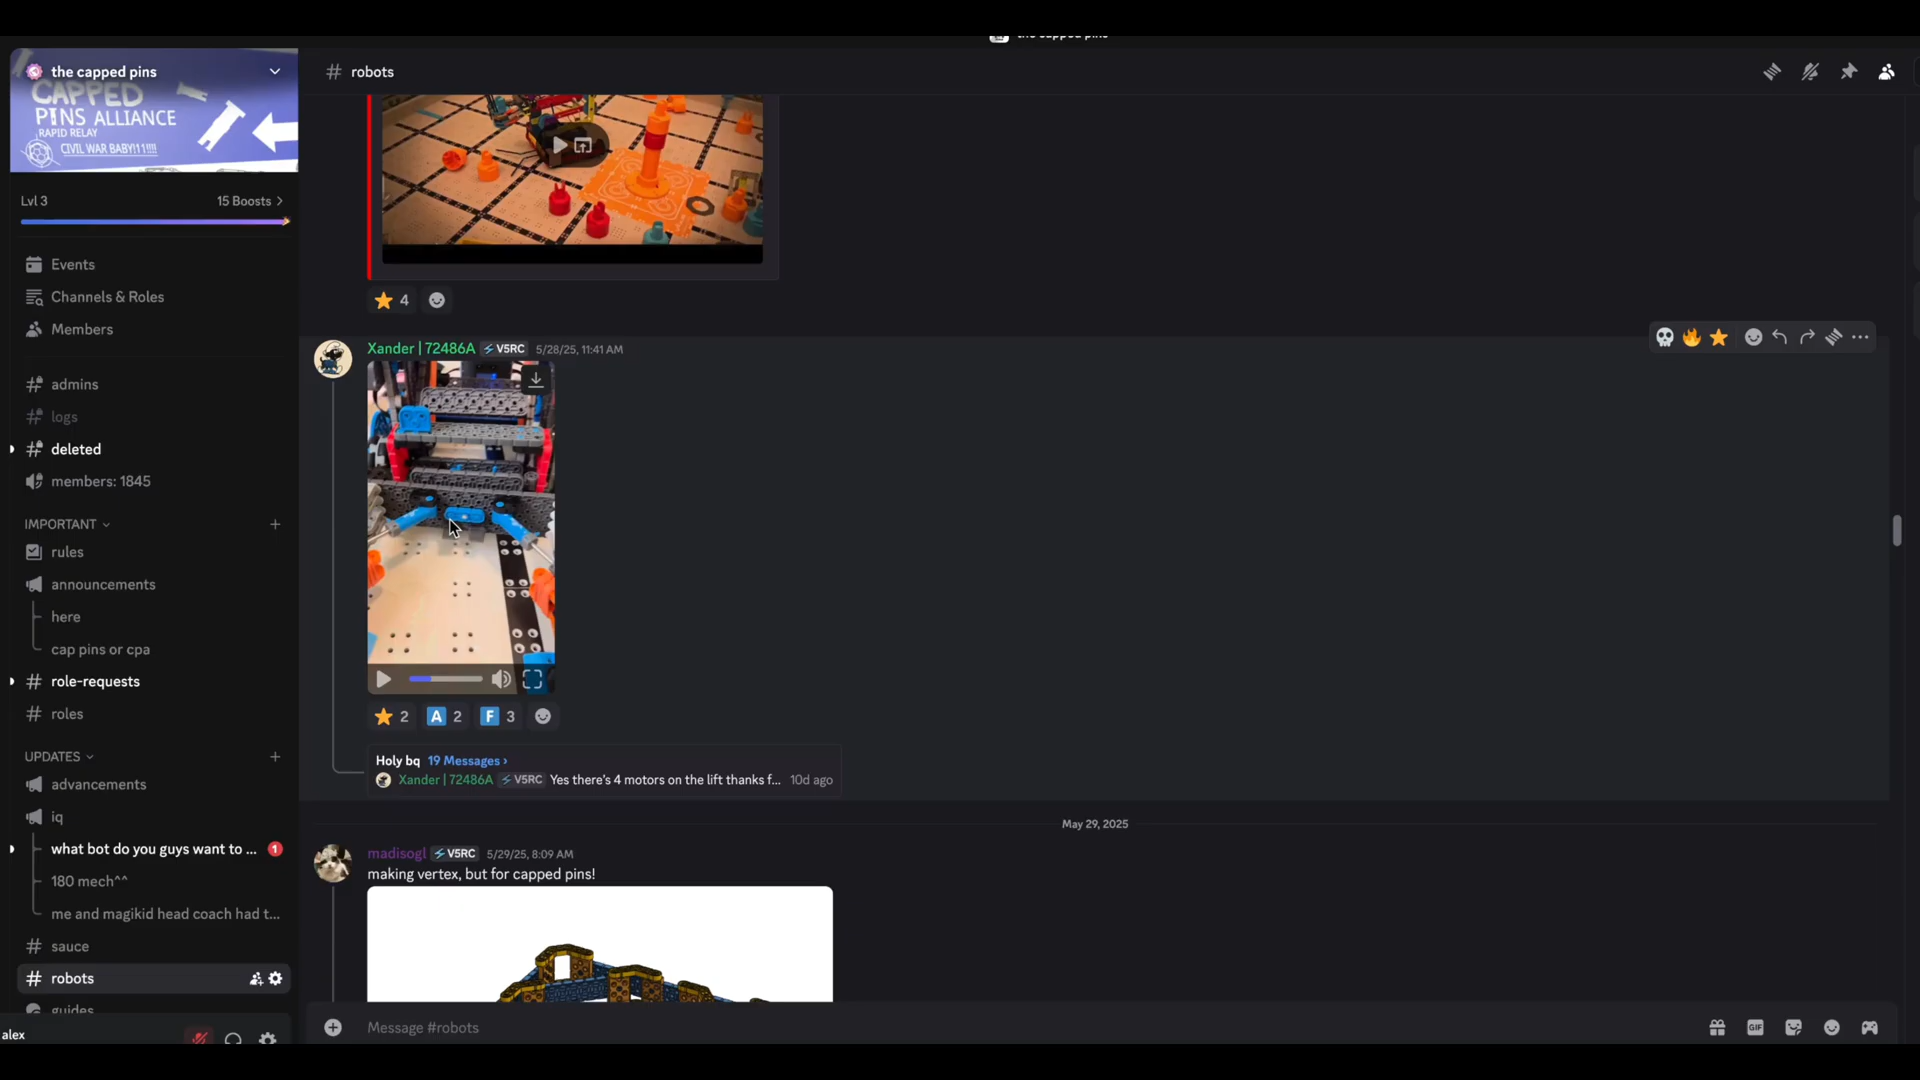 the capped pins
the capped pins
CAPPED
PINS ALLIANCE
RAPID RELAY
CIVIL WAR BABY!11!!!!
Lvl 3
15 Boosts
Events
Channels & Roles
Members
admins
logs
deleted
members: 1845
IMPORTANT
rules
announcements
here
cap pins or cpa
role-requests
roles
UPDATES
advancements
iq
what bot do you guys want to ... 1
180 mech^^
me and magikid head coach had t...
sauce
robots
guides
alex
robots
4
Xander | 72486A V5RC 5/28/25, 11:41 AM
2 A 2 F 3
Holy bq 19 Messages ›
Xander | 72486A V5RC Yes there's 4 motors on the lift thanks f... 10d ago
May 29, 2025
madisogl V5RC 5/29/25, 8:09 AM
making vertex, but for capped pins!
Message #robots
GIF